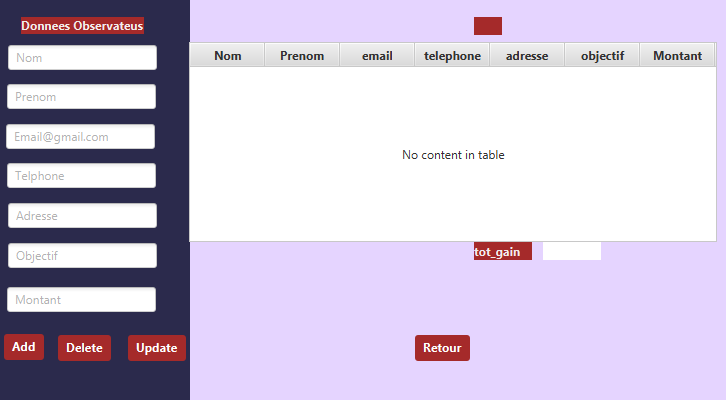 Donnees Observateus
Nom
Prenom
Email@gmail.com
Telphone
Adresse
Objectif
Montant
Add Delete Update
Nom Prenom email telephone adresse objectif Montant
No content in table
tot_gain
Retour